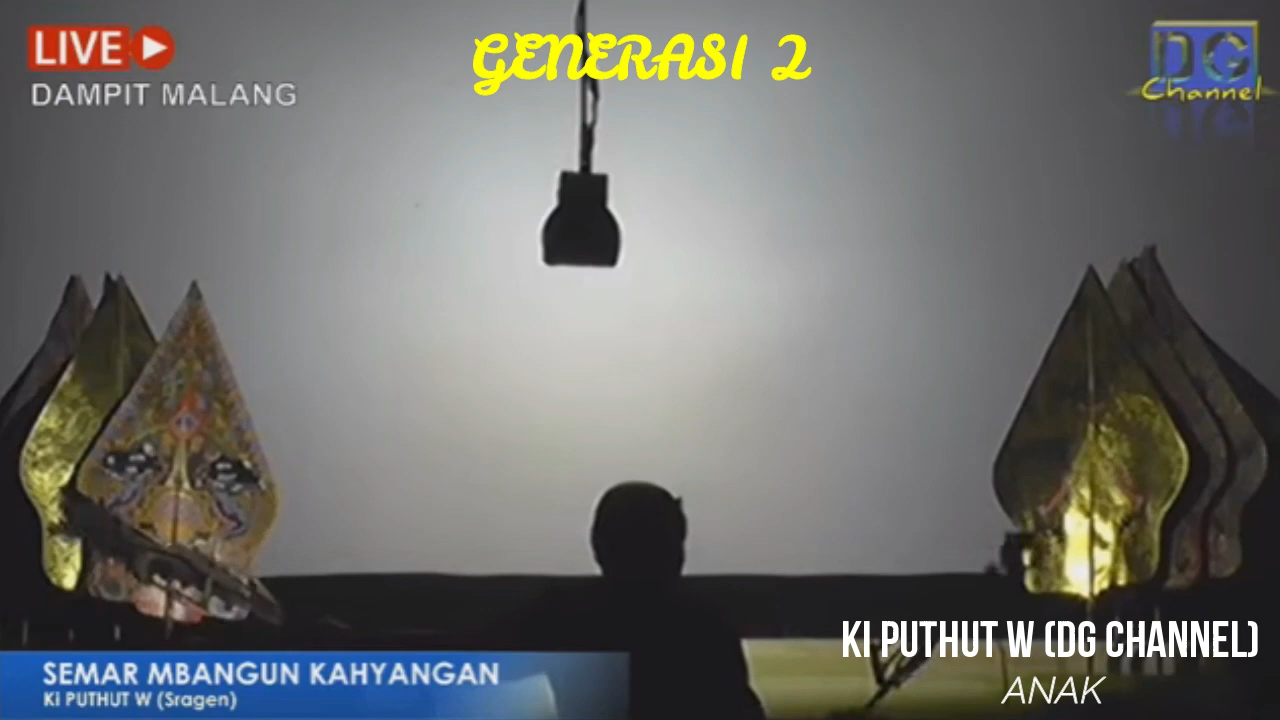 LIVE
DAMPIT MALANG
GENERASI 2
DG
Channel
SEMAR MBANGUN KAHYANGAN
KI PUTHUT W (Sragen)
KI PUTHUT W (DG CHANNEL)
ANAK